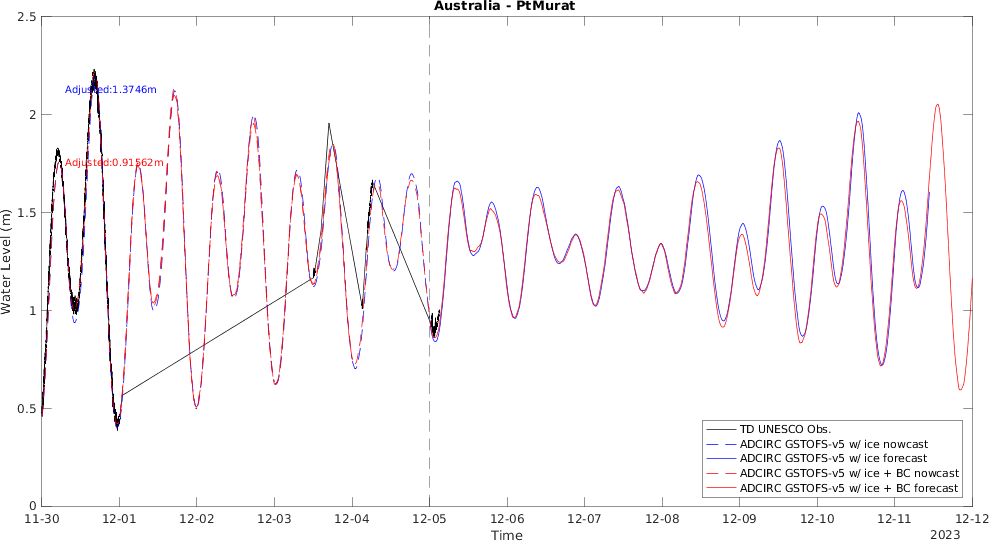 Australia - PtMurat
2.5
2
1.5
1
0.5
0
Water Level (m)
Adjusted:1.3746m
Adjusted:0.91562m
TD UNESCO Obs.
ADCIRC GSTOFS-v5 w/ ice nowcast
ADCIRC GSTOFS-v5 w/ ice forecast
ADCIRC GSTOFS-v5 w/ ice + BC nowcast
ADCIRC GSTOFS-v5 w/ ice + BC forecast
11-30 12-01 12-02 12-03 12-04 12-05 12-06 12-07 12-08 12-09 12-10 12-11 12-12
Time
2023